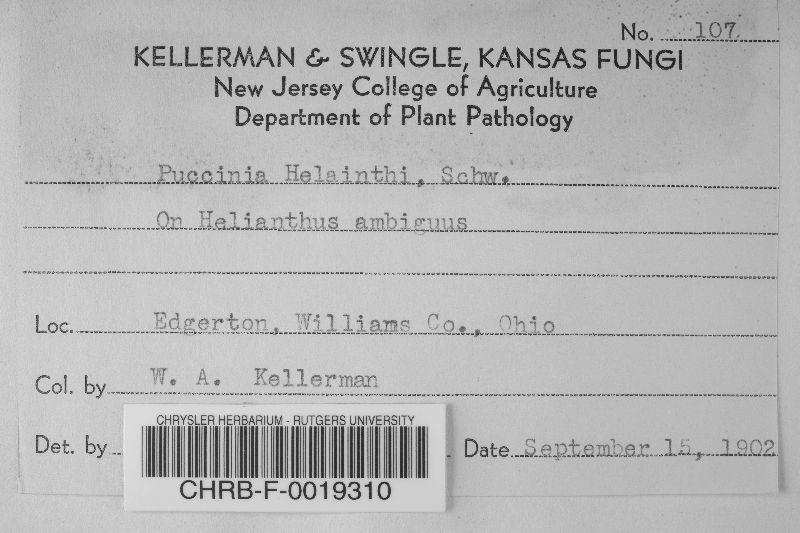 No. 107
KELLERMAN & SWINGLE, KANSAS FUNGI
New Jersey College of Agriculture
Department of Plant Pathology
Puccinia Helainthi, Schw.
On Helianthus ambiguus
Loc. Edgerton, Williams Co., Ohio
Col. by W. A. Kellerman
Det. by Date September 15, 1902
CHRYSLER HERBARIUM - RUTGERS UNIVERSITY
CHRB-F-0019310